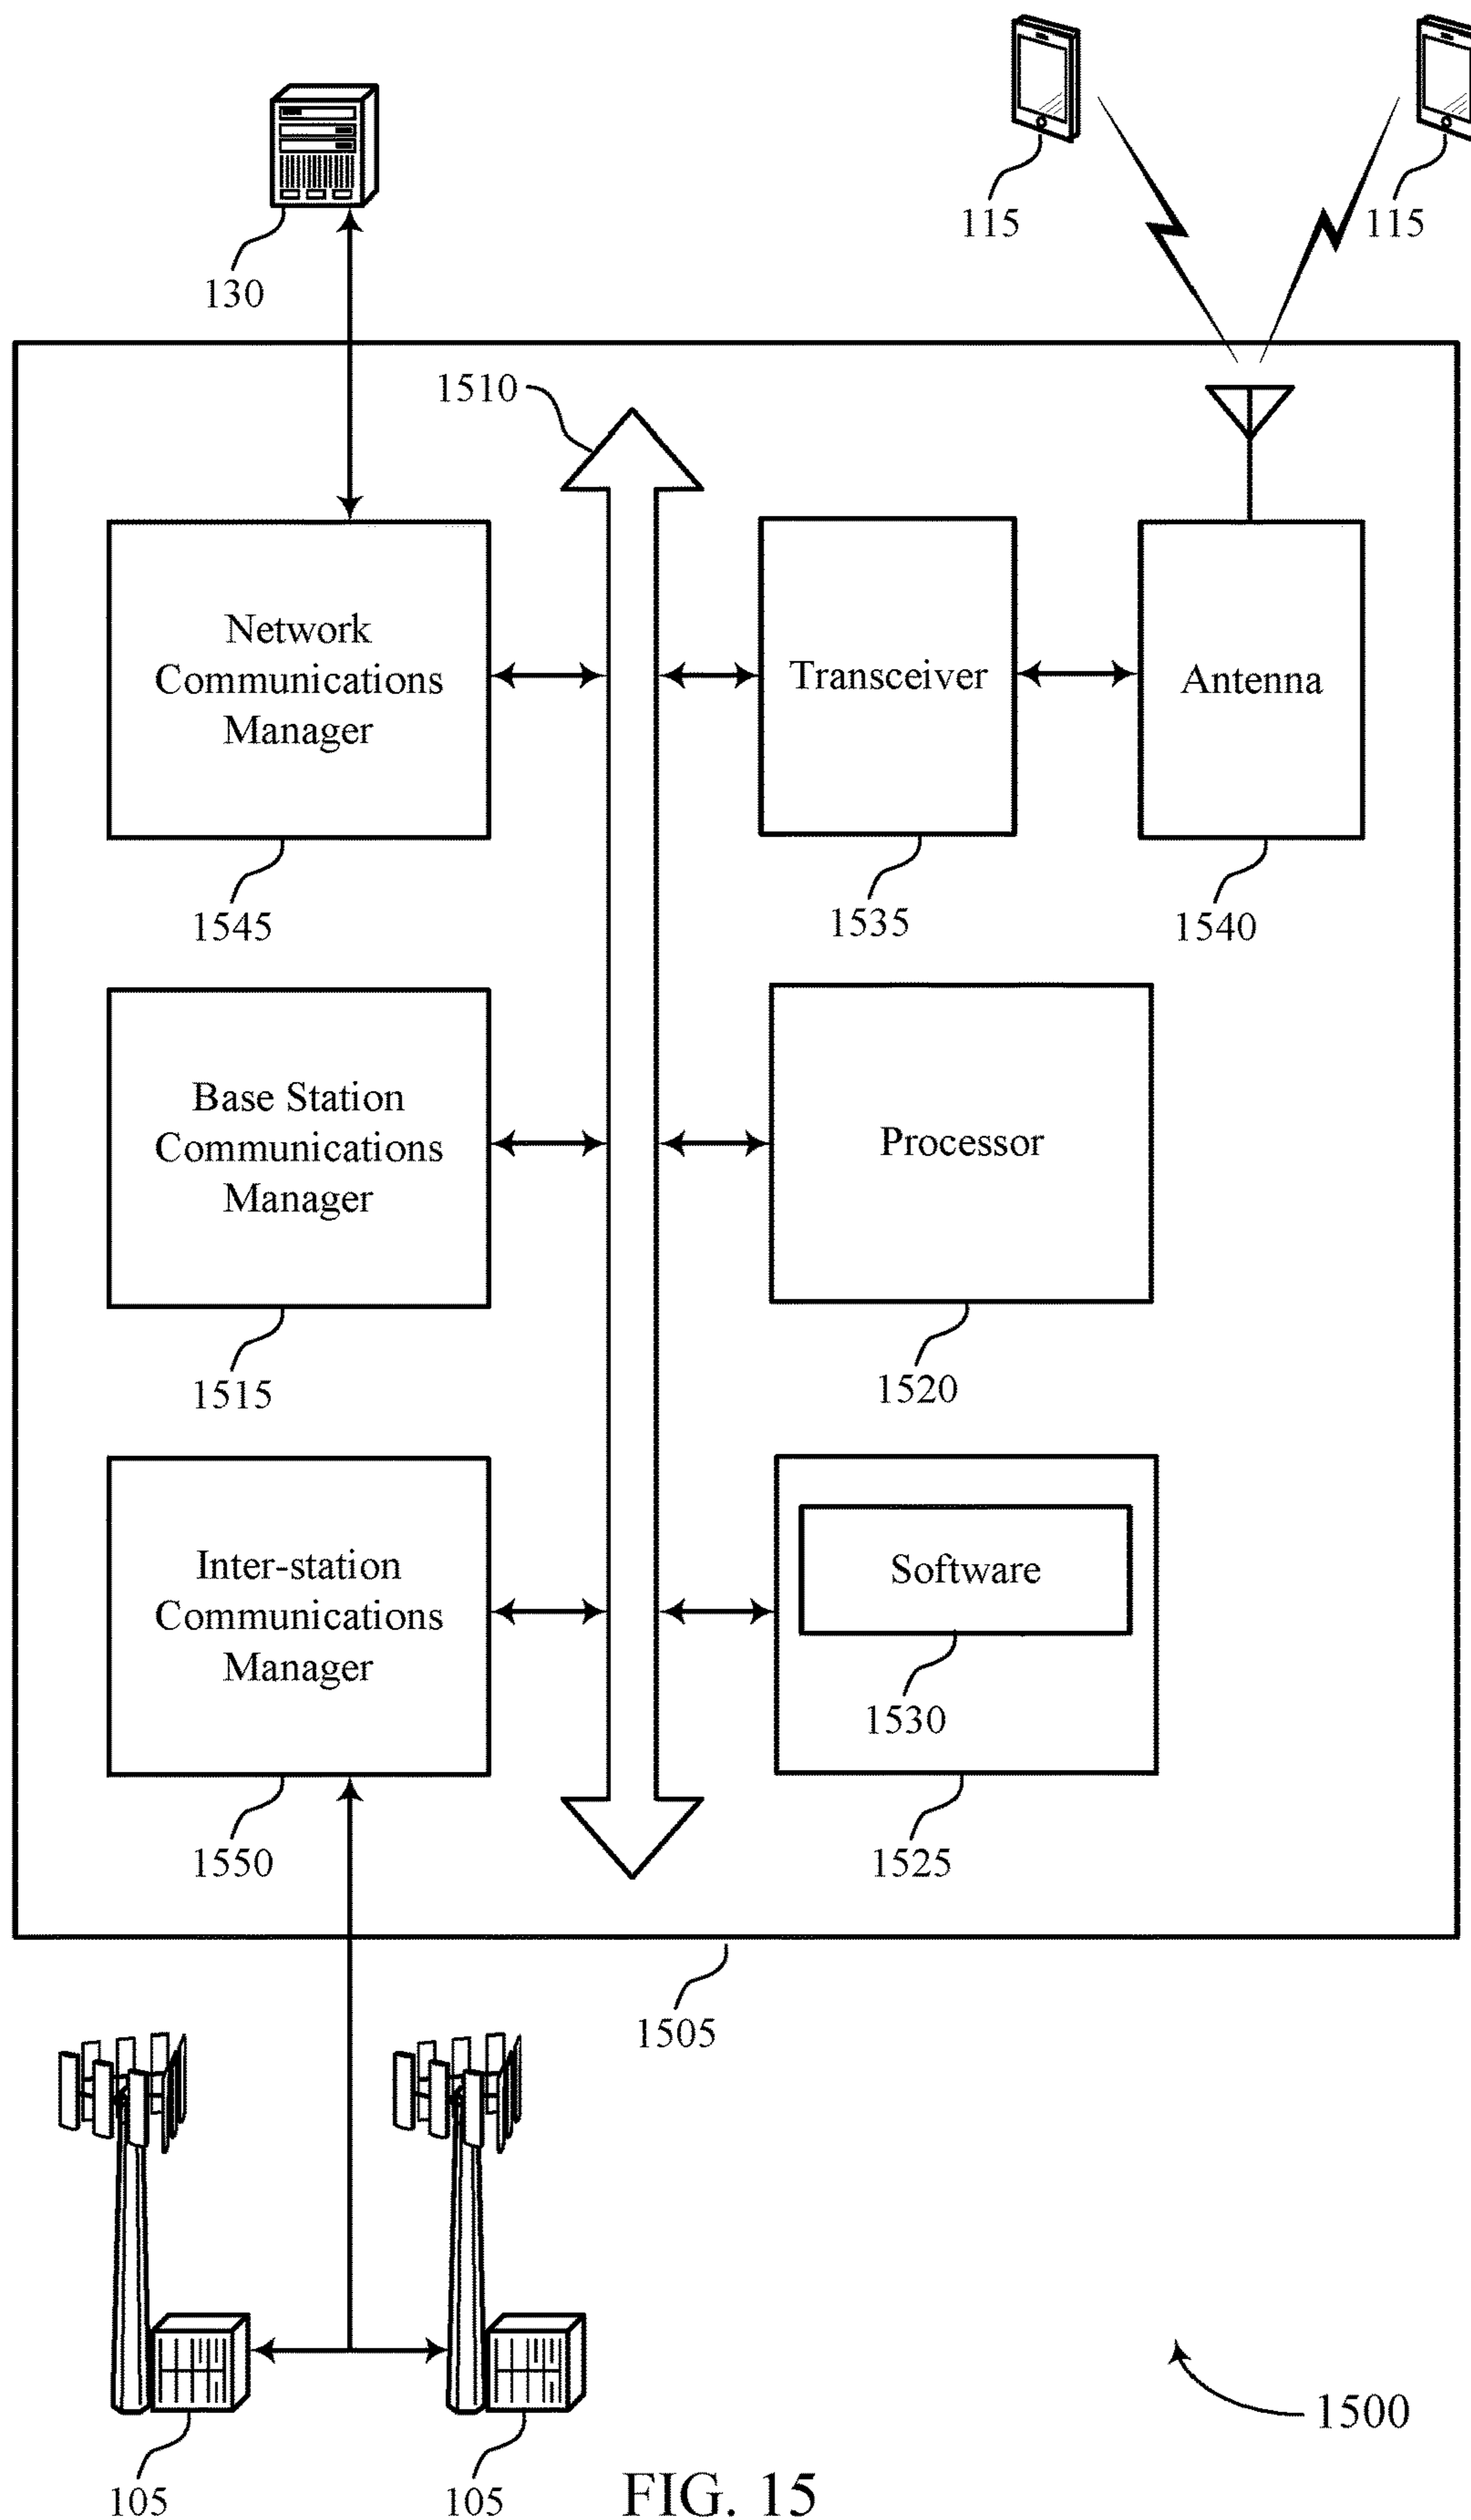 115
115
130
1510
Network
Communications
Manager
Transceiver
Antenna
1545
1535
1540
Base Station
Communications
Manager
Processor
1515
1520
Inter-station
Communications
Manager
Software
1530
1550
1525
1505
1500
105
105
FIG. 15